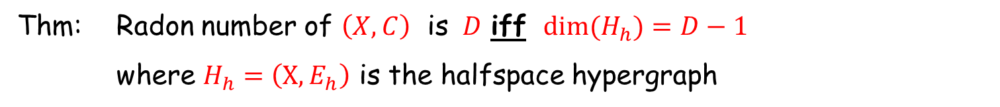 Thm: Radon number of (X, C) is D iff dim(H_h) = D − 1
where H_h = (X, E_h) is the halfspace hypergraph